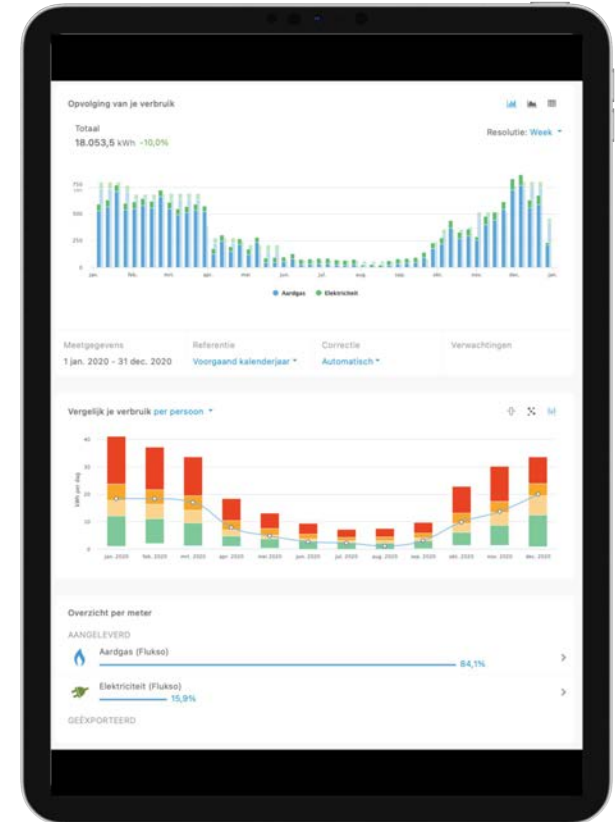 Opvolging van je verbruik
Totaal
18.053,5 kWh -10,0%
Resolutie: Week
750
500
250
0
jan. feb. mrt. apr. mei jun. jul. aug. sep. okt. nov. dec. jan.
Aardgas Elektriciteit
Meetgegevens Referentie Correctie Verwachtingen
1 jan. 2020 - 31 dec. 2020 Voorgaand kalenderjaar Automatisch
Vergelijk je verbruik per persoon
40
30
20
10
0
kWh per dag
jan. 2020 feb. 2020 mrt. 2020 apr. 2020 mei 2020 jun. 2020 jul. 2020 aug. 2020 sep. 2020 okt. 2020 nov. 2020 dec. 2020
Overzicht per meter
AANGELEVERD
Aardgas (Flukso)
84,1%
Elektriciteit (Flukso)
15,9%
GEËXPORTEERD